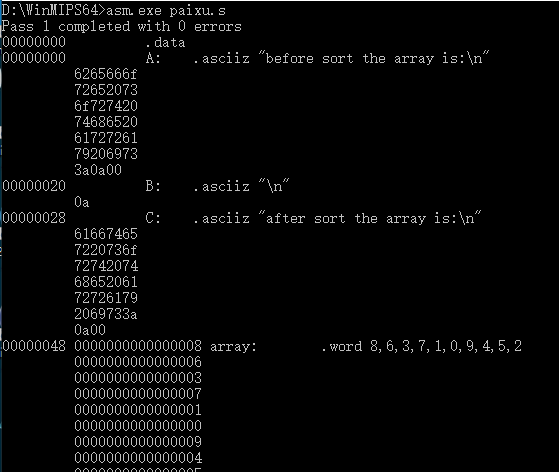 D:\WinMIPS64>asm.exe paixu.s
Pass 1 completed with 0 errors
00000000 .data
00000000 A: .asciiz "before sort the array is:\n"
6265666f
72652073
6f727420
74686520
61727261
79206973
3a0a00
00000020 B: .asciiz "\n"
0a
00000028 C: .asciiz "after sort the array is:\n"
61667465
7220736f
72742074
68652061
72726179
2069733a
0a00
00000048 0000000000000008 array: .word 8,6,3,7,1,0,9,4,5,2
0000000000000006
0000000000000003
0000000000000007
0000000000000001
0000000000000000
0000000000000009
0000000000000004
0000000000000005